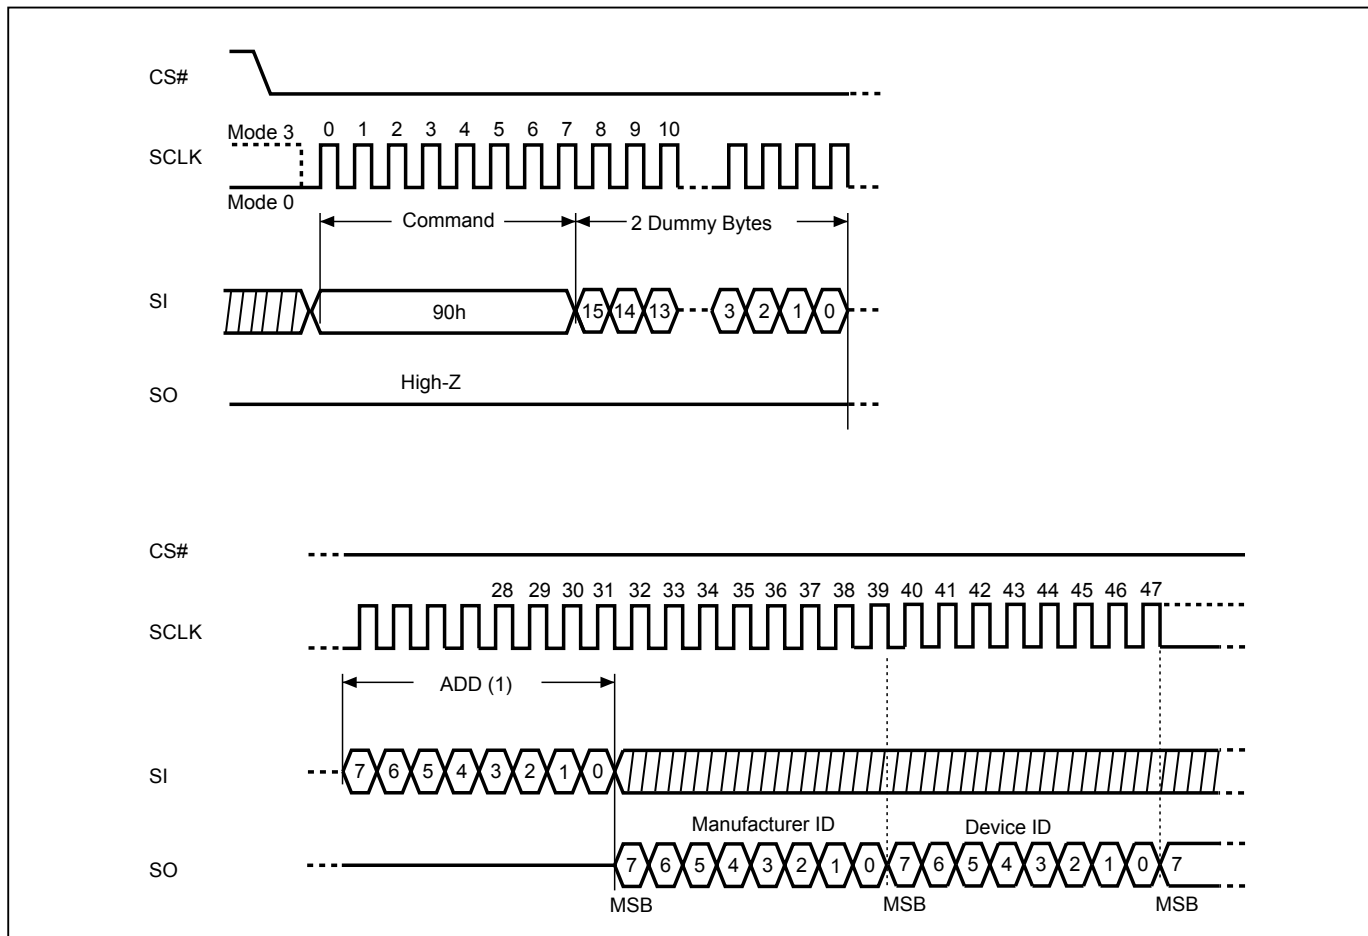 CS#
Mode 3 0 1 2 3 4 5 6 7 8 9 10
SCLK
Mode 0
Command 2 Dummy Bytes
SI 90h 15 14 13 3 2 1 0
High-Z
SO
CS#
28 29 30 31 32 33 34 35 36 37 38 39 40 41 42 43 44 45 46 47
SCLK
ADD (1)
SI 7 6 5 4 3 2 1 0
Manufacturer ID Device ID
SO 7 6 5 4 3 2 1 0 7 6 5 4 3 2 1 0 7
MSB MSB MSB